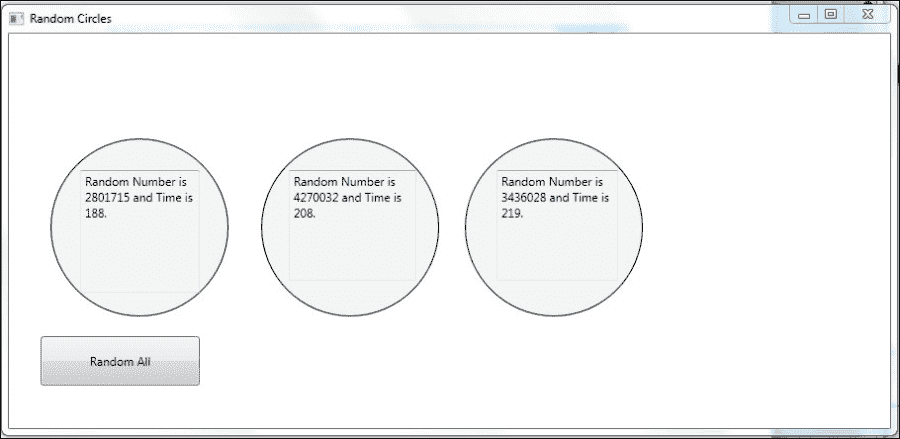 Random Circles
Random Number is
2801715 and Time is
188.
Random Number is
4270032 and Time is
208.
Random Number is
3436028 and Time is
219.
Random All